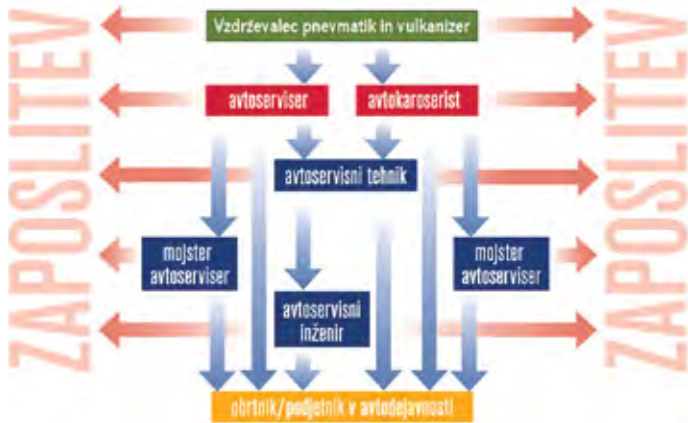 ZAPOSLITEV
Vzdrževalec pnevmatik in vulkanizer
avtoserviser
avtokaroserist
avtoservisni tehnik
mojster
avtoserviser
mojster
avtoserviser
avtoservisni
inženir
obrtnik/podjetnik v avtodejavnosti
ZAPOSLITEV